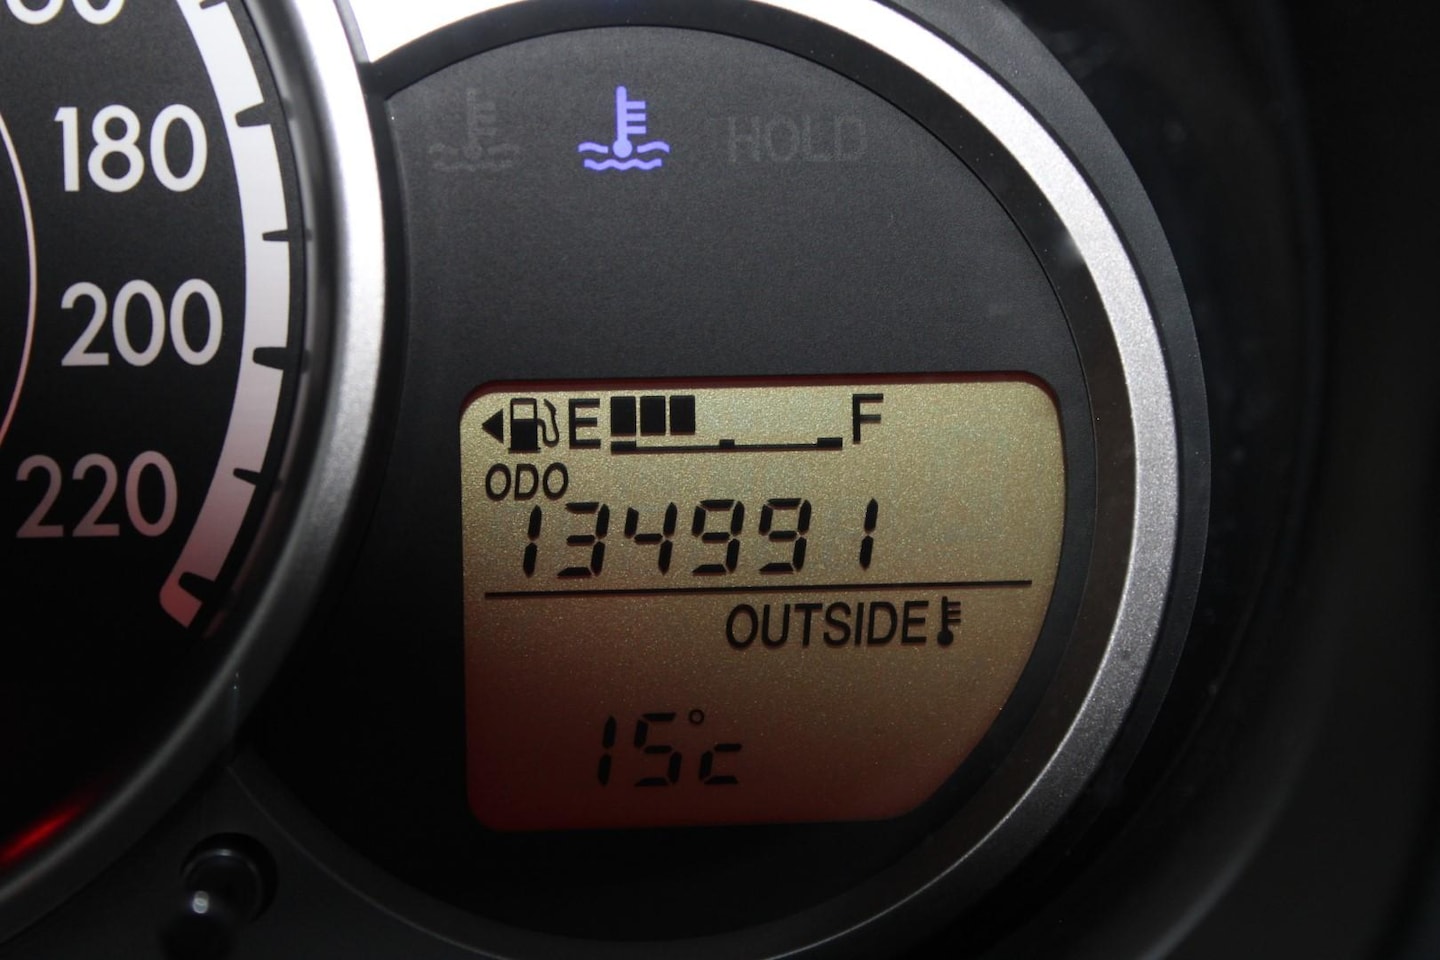 180
200
220
HOLD
E F
ODO
134991
OUTSIDE
15°c